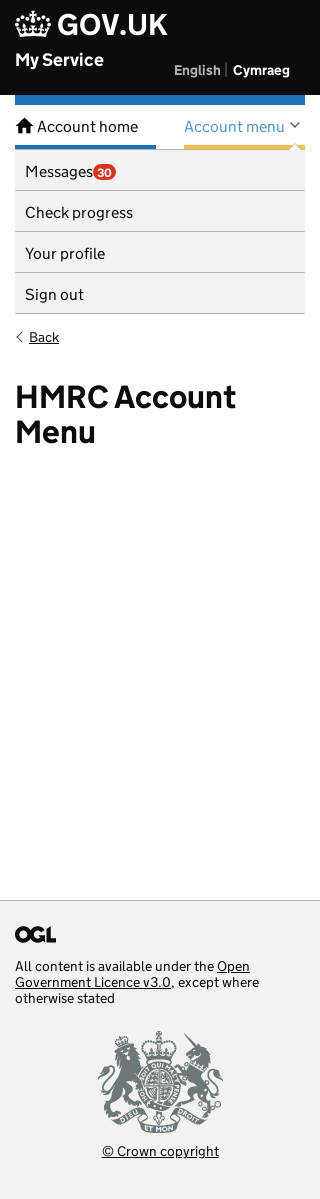 GOV.UK
My Service
English
Cymraeg
Account home
Account menu
Messages 30
Check progress
Your profile
Sign out
Back
HMRC Account
Menu
OGL
All content is available under the Open
Government Licence v3.0, except where
otherwise stated
DIEU ET MON DROIT
© Crown copyright